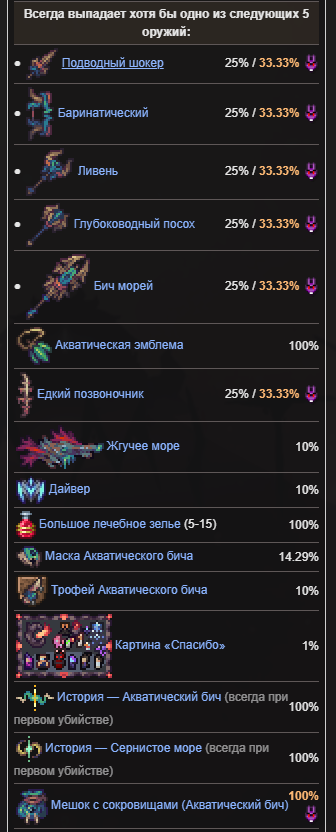 Всегда выпадает хотя бы одно из следующих 5
оружий:
Подводный шокер 25% / 33.33%
Баринатический 25% / 33.33%
Ливень 25% / 33.33%
Глубоководный посох 25% / 33.33%
Бич морей 25% / 33.33%
Акватическая эмблема 100%
Едкий позвоночник 25% / 33.33%
Жгучее море 10%
Дайвер 10%
Большое лечебное зелье (5-15) 100%
Маска Акватического бича 14.29%
Трофей Акватического бича 10%
Картина «Спасибо» 1%
История — Акватический бич (всегда при
первом убийстве) 100%
История — Сернистое море (всегда при
первом убийстве) 100%
Мешок с сокровищами (Акватический бич) 100%